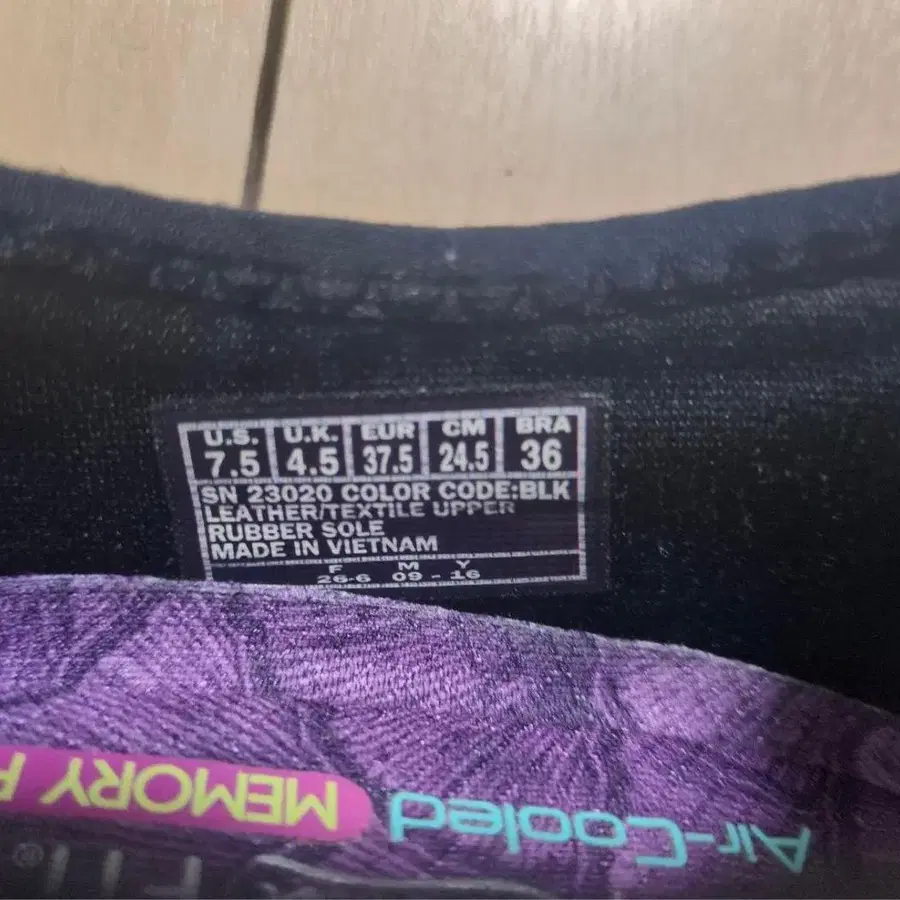 U.S. U.K. EUR CM BRA
7.5 4.5 37.5 24.5 36
SN 23020 COLOR CODE:BLK
LEATHER/TEXTILE UPPER
RUBBER SOLE
MADE IN VIETNAM
F M Y
26-6 09 - 16
Air-Cooled MEMORY